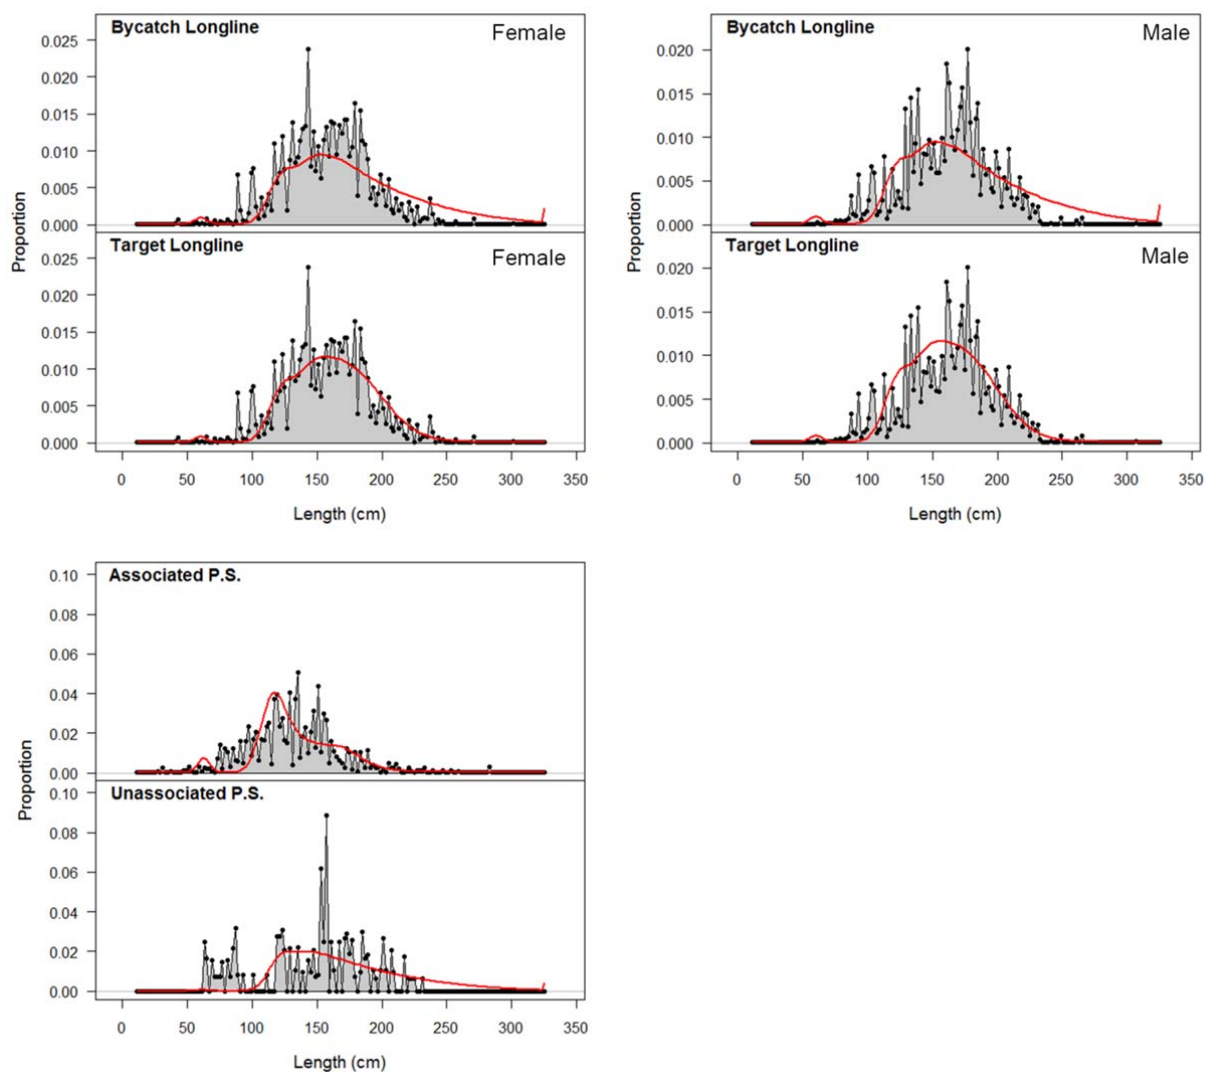 Bycatch Longline Female
0.025
0.020
0.015
0.010
0.005
0.000
Target Longline Female
0.025
0.020
0.015
0.010
0.005
0.000
Proportion
0 50 100 150 200 250 300 350
Length (cm)
Bycatch Longline Male
0.020
0.015
0.010
0.005
0.000
Target Longline Male
0.020
0.015
0.010
0.005
0.000
Proportion
0 50 100 150 200 250 300 350
Length (cm)
Associated P.S.
0.10
0.08
0.06
0.04
0.02
0.00
Unassociated P.S.
0.10
0.08
0.06
0.04
0.02
0.00
Proportion
0 50 100 150 200 250 300 350
Length (cm)